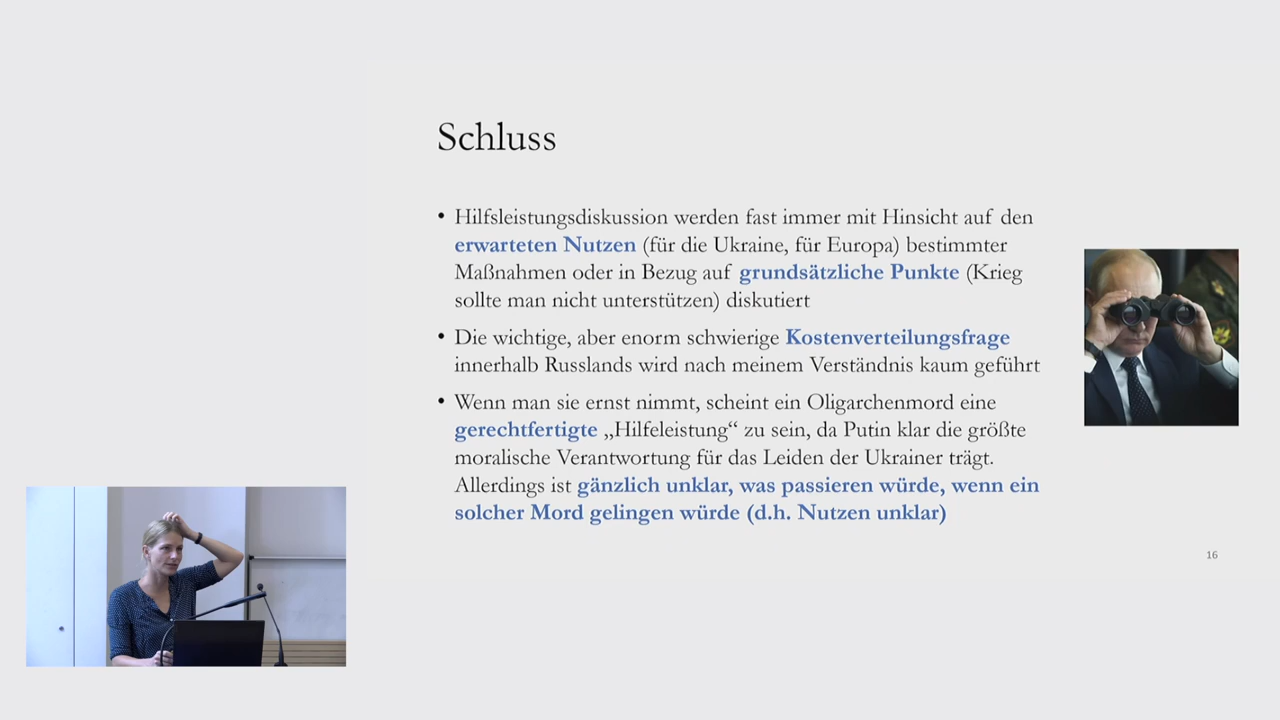 Schluss
• Hilfsleistungsdiskussion werden fast immer mit Hinsicht auf den
erwarteten Nutzen (für die Ukraine, für Europa) bestimmter
Maßnahmen oder in Bezug auf grundsätzliche Punkte (Krieg
sollte man nicht unterstützen) diskutiert
• Die wichtige, aber enorm schwierige Kostenverteilungsfrage
innerhalb Russlands wird nach meinem Verständnis kaum geführt
• Wenn man sie ernst nimmt, scheint ein Oligarchenmord eine
gerechtfertigte „Hilfeleistung“ zu sein, da Putin klar die größte
moralische Verantwortung für das Leiden der Ukrainer trägt.
Allerdings ist gänzlich unklar, was passieren würde, wenn ein
solcher Mord gelingen würde (d.h. Nutzen unklar)
16